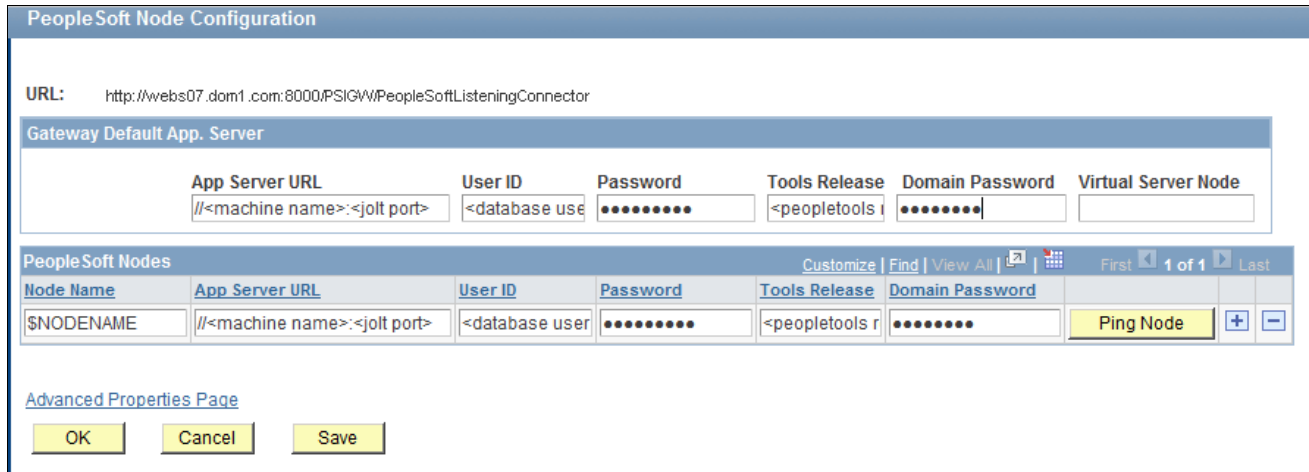 PeopleSoft Node Configuration
URL: http://webs07.dom1.com:8000/PSIGW/PeopleSoftListeningConnector
Gateway Default App. Server
App Server URL User ID Password Tools Release Domain Password Virtual Server Node
//<machine name>:<jolt port> <database use ●●●●●●●●● <peopletools r ●●●●●●●●
PeopleSoft Nodes Customize | Find | View All | | First 1 of 1 Last
Node Name App Server URL User ID Password Tools Release Domain Password
$NODENAME //<machine name>:<jolt port> <database user ●●●●●●●●● <peopletools r ●●●●●●●● Ping Node + −
Advanced Properties Page
OK Cancel Save